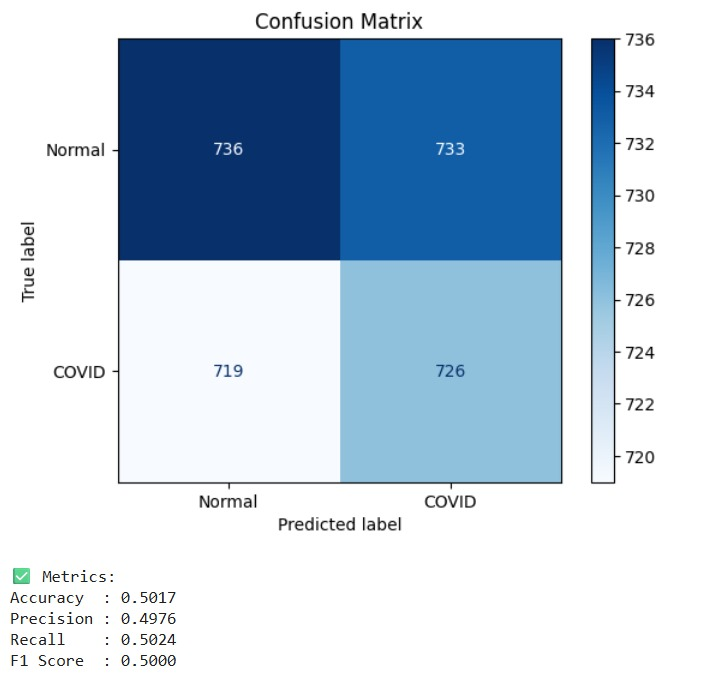 Confusion Matrix
736
Normal
736
733
734
732
730
True label
728
726
COVID
719
726
724
722
720
Normal
COVID
Predicted label
✅ Metrics:
Accuracy  : 0.5017
Precision : 0.4976
Recall    : 0.5024
F1 Score  : 0.5000